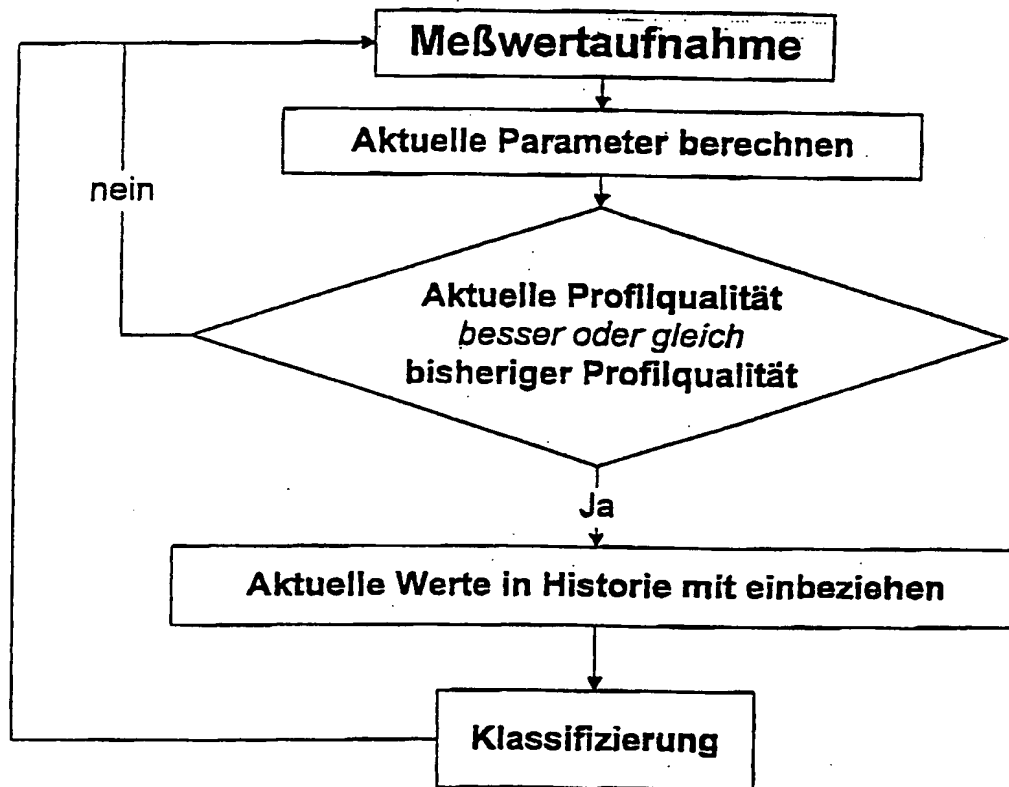 Meßwertaufnahme
Aktuelle Parameter berechnen
nein
Aktuelle Profilqualität
besser oder gleich
bisheriger Profilqualität
Ja
Aktuelle Werte in Historie mit einbeziehen
Klassifizierung